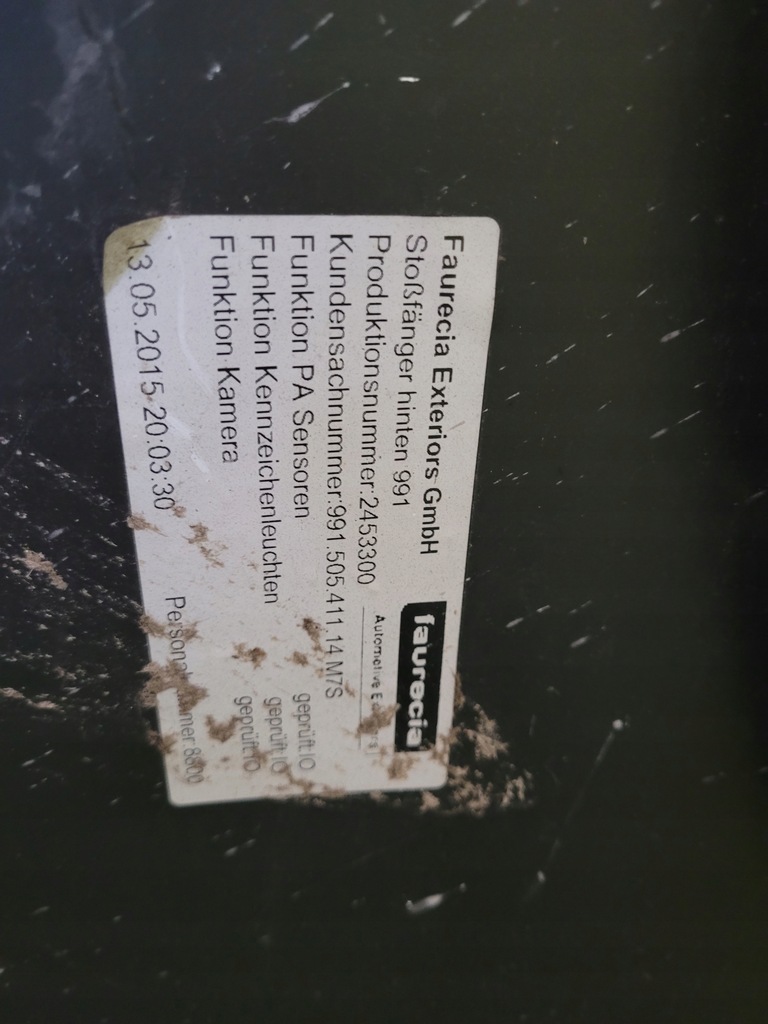 Faurecia Exteriors GmbH
faurecia
Stoßfänger hinten 991
Automotive
Produktionsnummer:2453300
Kundensachnummer:991.505.411.14 M7S
Funktion PA Sensoren geprüft IO
Funktion Kennzeichenleuchten geprüft IO
Funktion Kamera geprüft IO
13.05.2015 20:03:30